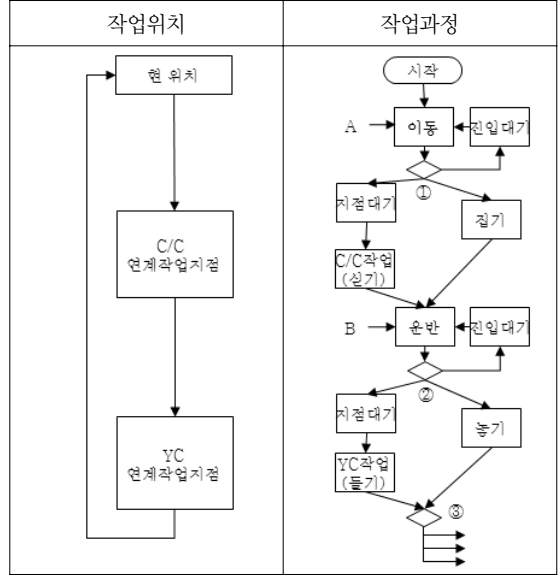 작업위치
작업과정
현 위치
C/C
연계작업지점
YC
연계작업지점
시작
A
이동
진입대기
①
지점대기
집기
C/C작업
(싣기)
B
운반
진입대기
②
지점대기
놓기
YC작업
(들기)
③